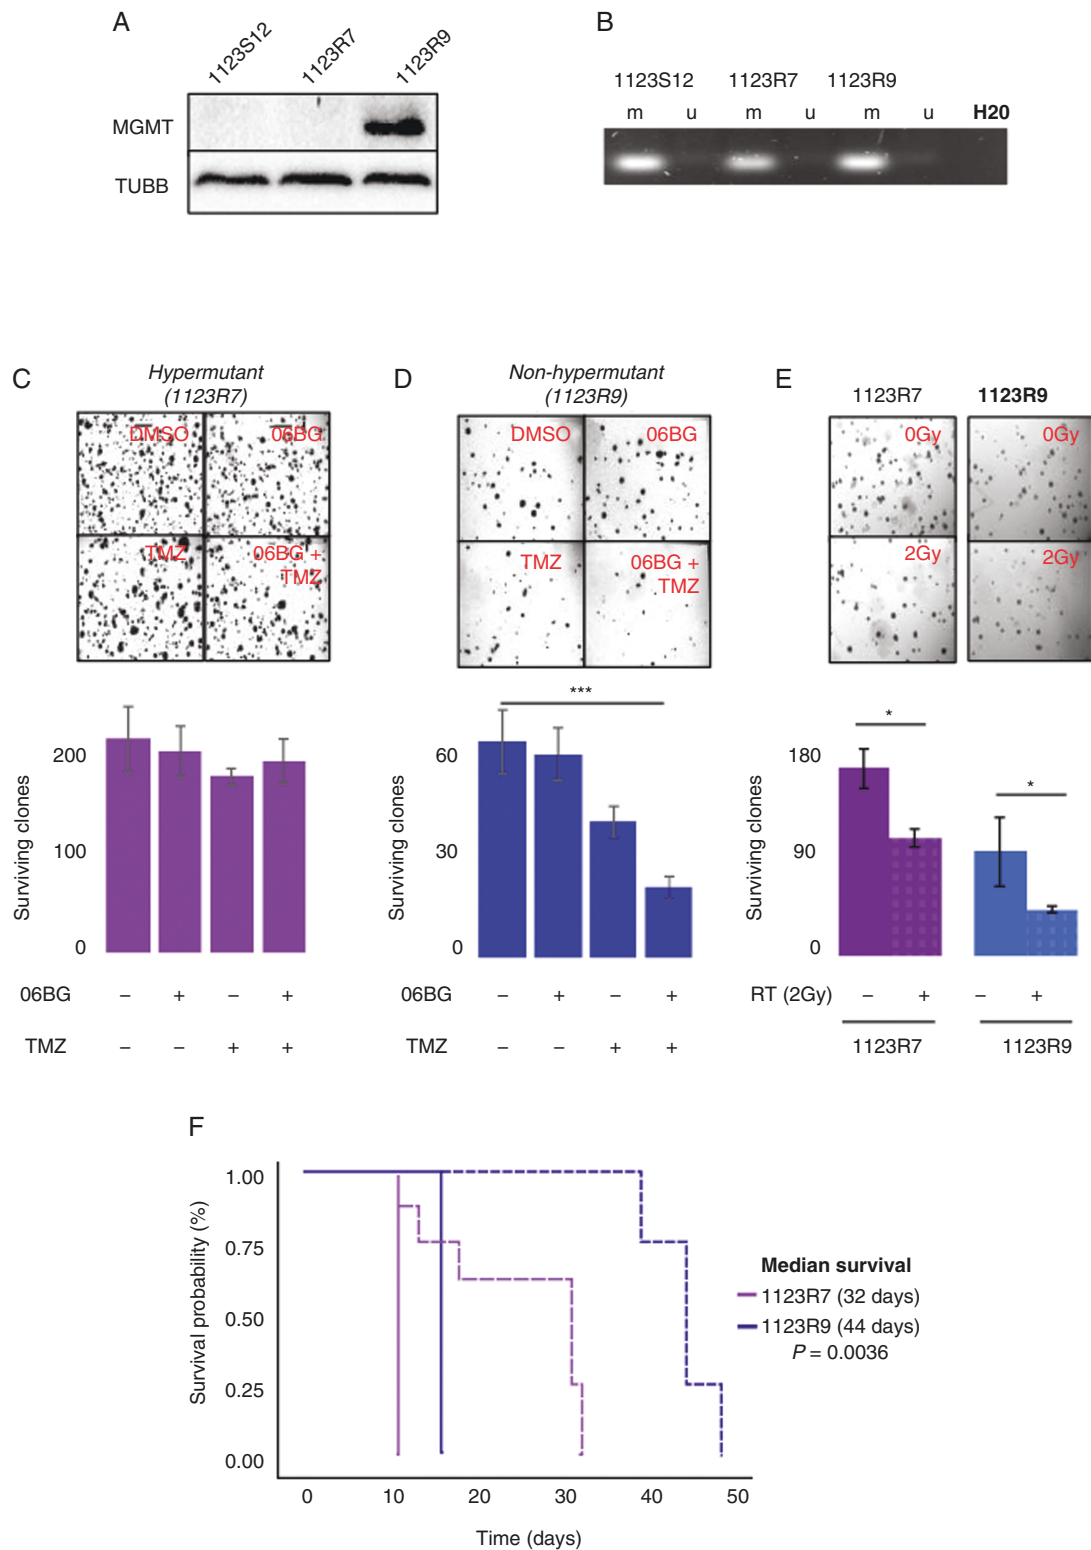 A
1123S12
1123R7
1123R9
MGMT
TUBB
B
1123S12 1123R7 1123R9
m u m u m u H20
C
Hypermutant
(1123R7)
DMSO
06BG
TMZ
06BG +
TMZ
Surviving clones
200
100
0
06BG – + – +
TMZ – – + +
D
Non-hypermutant
(1123R9)
DMSO
06BG
TMZ
06BG +
TMZ
***
Surviving clones
60
30
0
06BG – + – +
TMZ – – + +
E
1123R7
1123R9
0Gy
0Gy
2Gy
2Gy
*
*
Surviving clones
180
90
0
RT (2Gy) – + – +
1123R7 1123R9
F
Survival probability (%)
1.00
0.75
0.50
0.25
0.00
0 10 20 30 40 50
Time (days)
Median survival
1123R7 (32 days)
1123R9 (44 days)
P = 0.0036